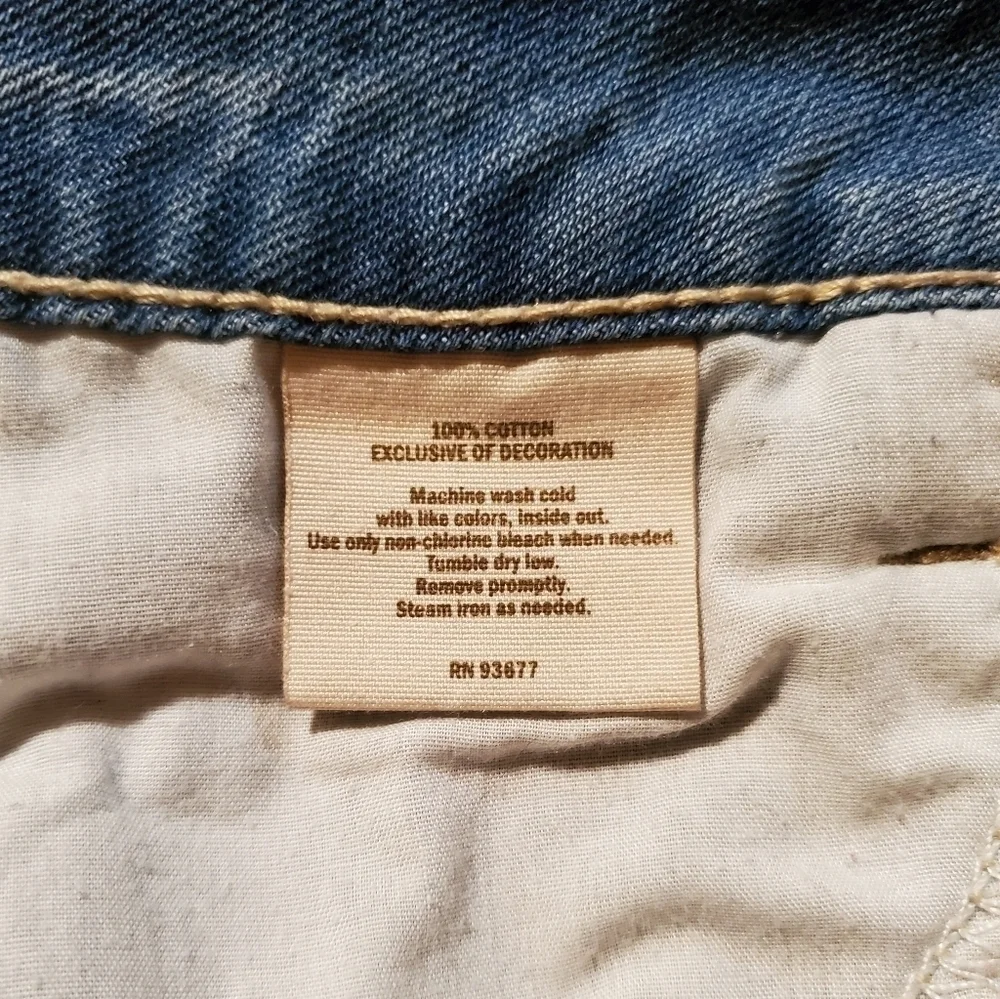 100% COTTON
EXCLUSIVE OF DECORATION
Machine wash cold
with like colors, inside out.
Use only non-chlorine bleach when needed.
Tumble dry low.
Remove promptly.
Steam iron as needed.
RN 93677